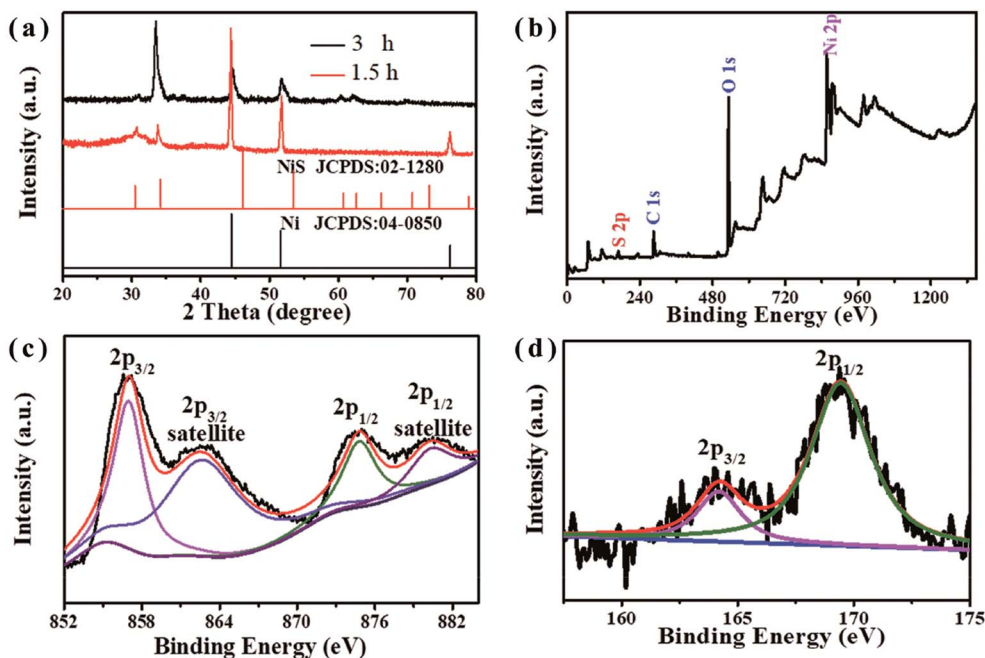 (a)
3 h
1.5 h
NiS JCPDS:02-1280
Ni JCPDS:04-0850
Intensity (a.u.)
20 30 40 50 60 70 80
2 Theta (degree)
(b)
S 2p
C 1s
O 1s
Ni 2p
Intensity (a.u.)
0 240 480 720 960 1200
Binding Energy (eV)
(c)
2p3/2
2p3/2
satellite
2p1/2
2p1/2
satellite
Intensity (a.u.)
852 858 864 870 876 882
Binding Energy (eV)
(d)
2p3/2
2p1/2
Intensity (a.u.)
160 165 170 175
Binding Energy (eV)